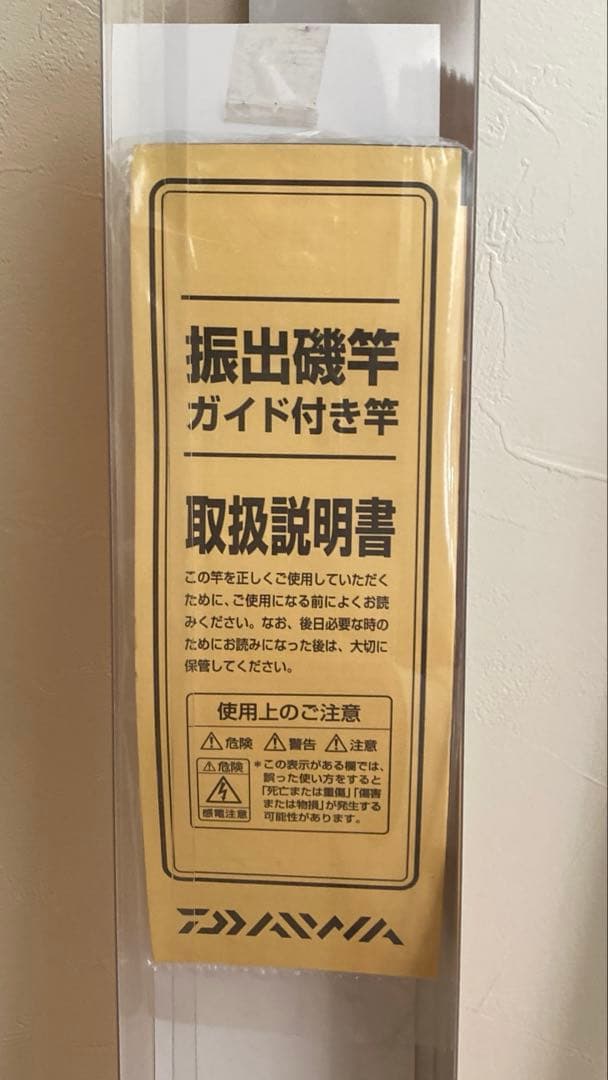 振出磯竿
ガイド付き竿
取扱説明書
この竿を正しくご使用していただく
ために、ご使用になる前によくお読
みください。なお、後日必要な時の
ためにお読みになった後は、大切に
保管してください。
使用上のご注意
⚠危険 ⚠警告 ⚠注意
⚠危険
感電注意
*この表示がある欄では、
誤った使い方をすると
「死亡または重傷」「傷害
または物損」が発生する
可能性があります。
DAIWA